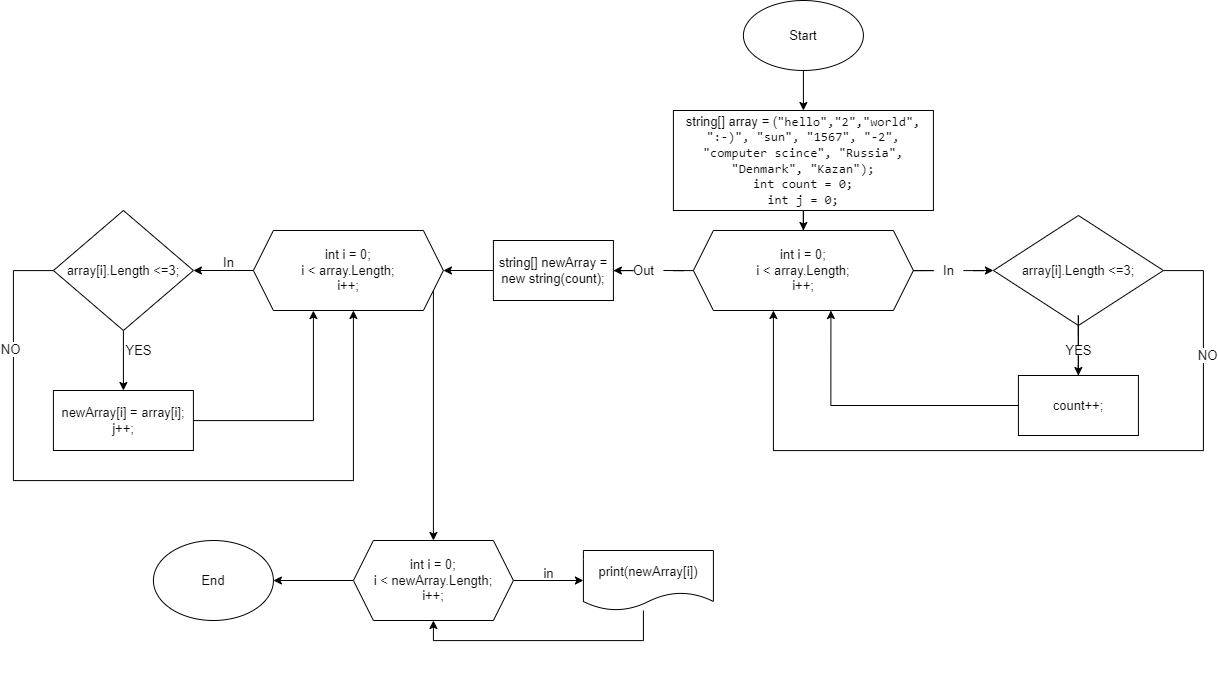 Start
string[] array = ("hello","2","world",
":-)", "sun", "1567", "-2",
"computer scince", "Russia",
"Denmark", "Kazan");
int count = 0;
int j = 0;
int i = 0;
i < array.Length;
i++;
In
array[i].Length <=3;
YES
NO
count++;
Out
string[] newArray =
new string(count);
int i = 0;
i < array.Length;
i++;
In
array[i].Length <=3;
YES
NO
newArray[i] = array[i];
j++;
int i = 0;
i < newArray.Length;
i++;
in
print(newArray[i])
End